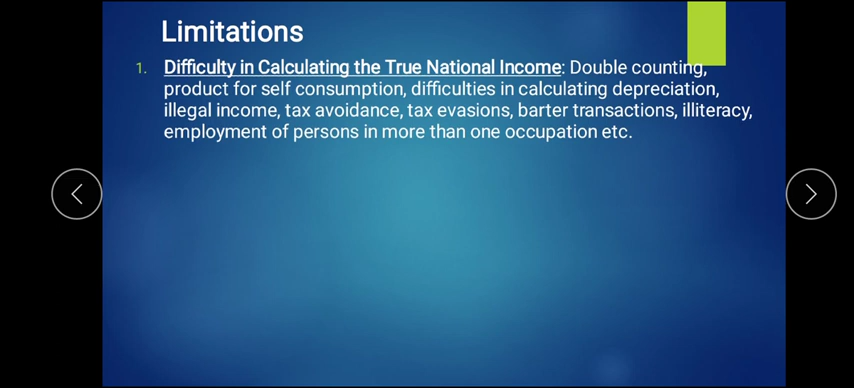 Limitations
1. Difficulty in Calculating the True National Income: Double counting,
product for self consumption, difficulties in calculating depreciation,
illegal income, tax avoidance, tax evasions, barter transactions, illiteracy,
employment of persons in more than one occupation etc.